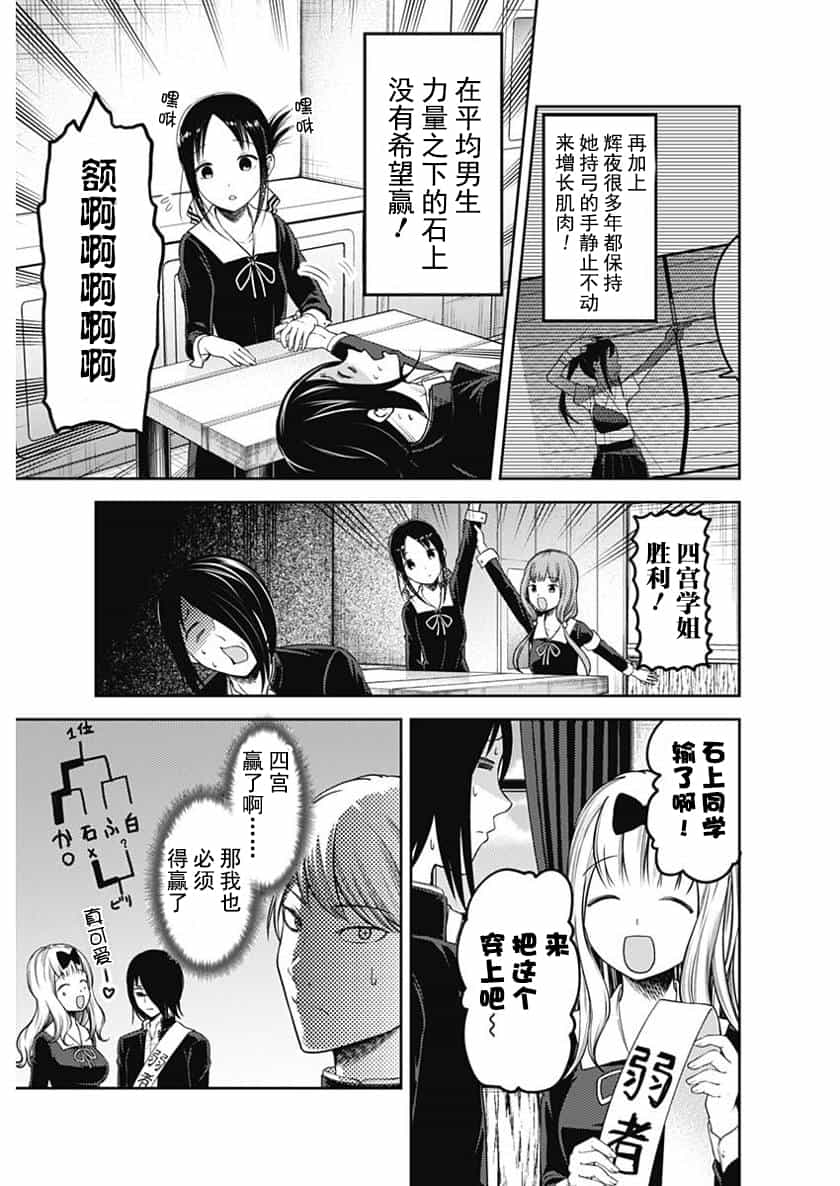 再加上
辉夜很多年都保持
她持弓的手静止不动
来增长肌肉！
在平均男生
力量之下的石上
没有希望赢！
嘿咻
嘿咻
额啊啊啊啊啊
四宫学姐
胜利！
石上同学
输了啊！
来
把这个
穿上吧～
弱者
四宫
赢了啊……
那我也
必须
得赢了
1位
か。
石
×
ふ?
白
ビリ
真可爱ー♡
弱者